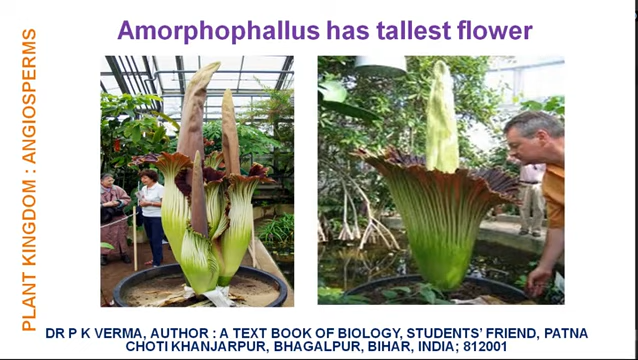 Amorphophallus has tallest flower
PLANT KINGDOM : ANGIOSPERMS
DR P K VERMA, AUTHOR : A TEXT BOOK OF BIOLOGY, STUDENTS' FRIEND, PATNA
CHOTI KHANJARPUR, BHAGALPUR, BIHAR, INDIA; 812001